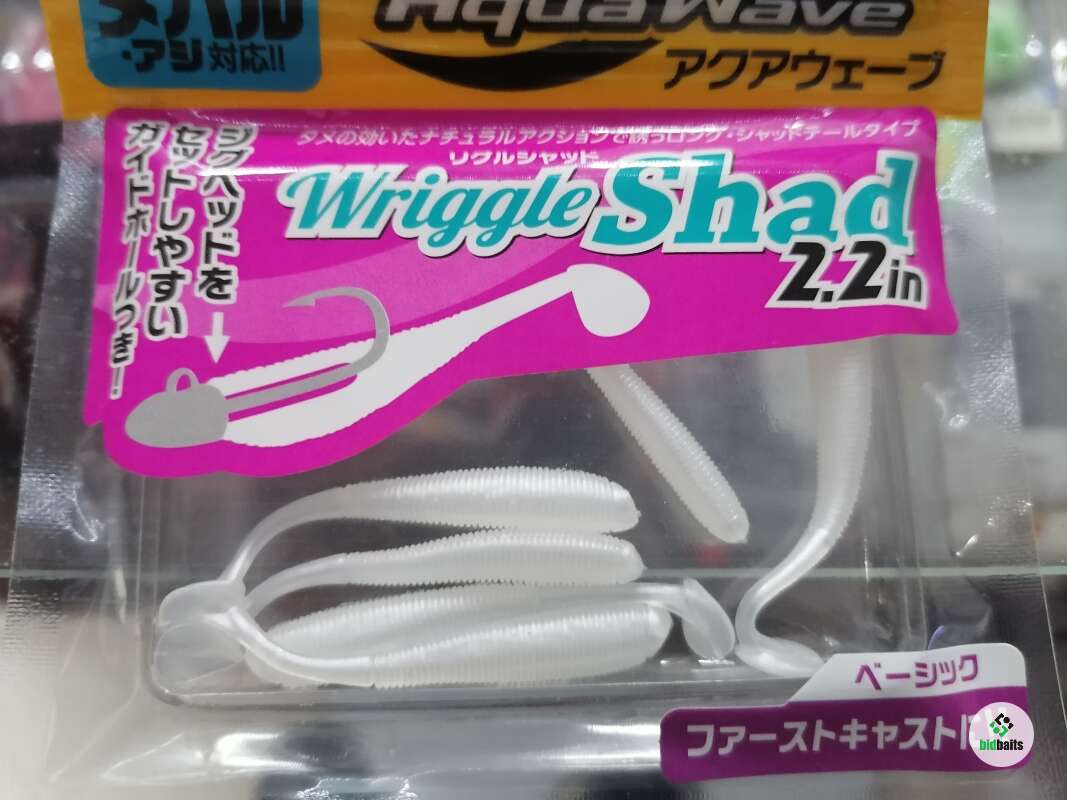 メバル
・アジ対応!!
AquaWave
アクアウェーブ
タメの効いたナチュラルアクションで誘うロング・シャッドテールタイプ
リグルシャッド
Wriggle Shad
2.2in
ジグヘッドを
セットしやすい
ガイドホールつき!
ベーシック
ファーストキャストに
bidbaits